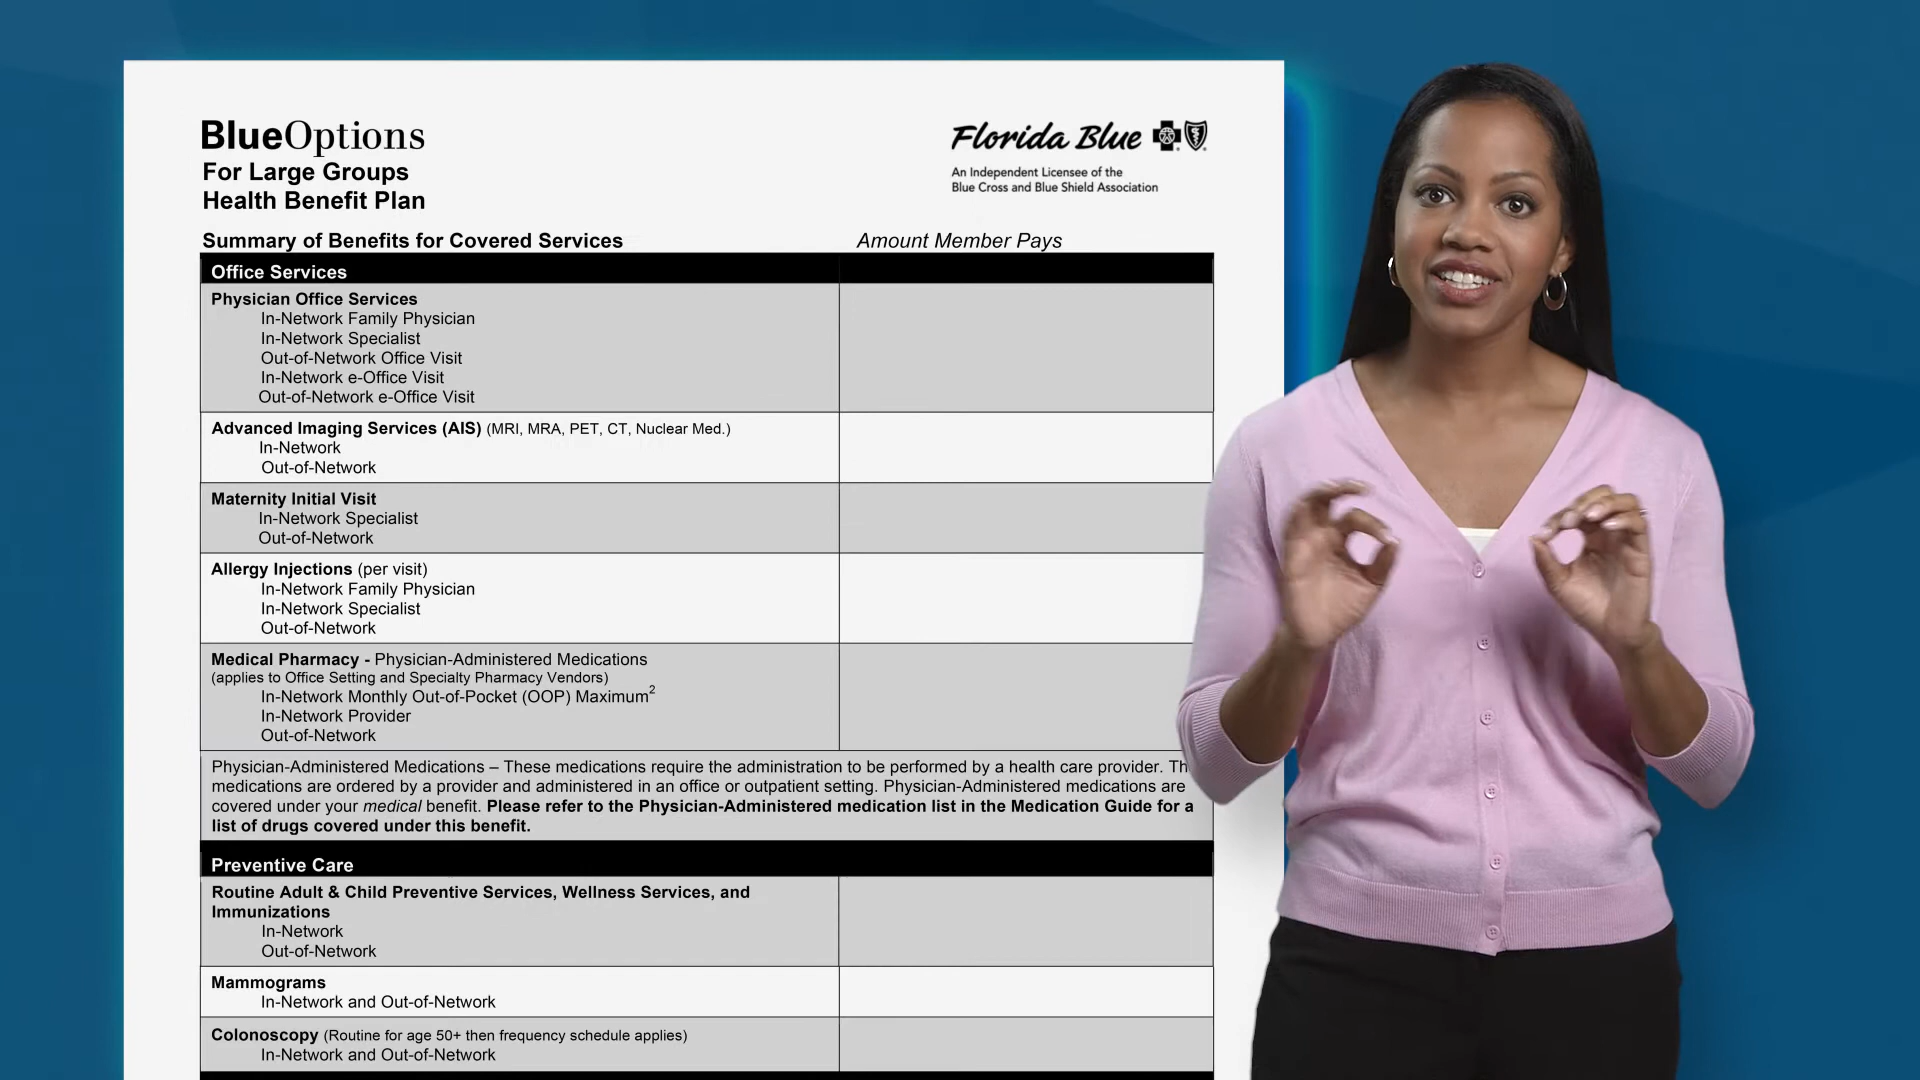 BlueOptions
For Large Groups
Health Benefit Plan
Florida Blue
An Independent Licensee of the
Blue Cross and Blue Shield Association
Summary of Benefits for Covered Services Amount Member Pays
Office Services
Physician Office Services
In-Network Family Physician
In-Network Specialist
Out-of-Network Office Visit
In-Network e-Office Visit
Out-of-Network e-Office Visit
Advanced Imaging Services (AIS) (MRI, MRA, PET, CT, Nuclear Med.)
In-Network
Out-of-Network
Maternity Initial Visit
In-Network Specialist
Out-of-Network
Allergy Injections (per visit)
In-Network Family Physician
In-Network Specialist
Out-of-Network
Medical Pharmacy - Physician-Administered Medications
(applies to Office Setting and Specialty Pharmacy Vendors)
In-Network Monthly Out-of-Pocket (OOP) Maximum2
In-Network Provider
Out-of-Network
Physician-Administered Medications – These medications require the administration to be performed by a health care provider.
medications are ordered by a provider and administered in an office or outpatient setting. Physician-Administered medications are
covered under your medical benefit. Please refer to the Physician-Administered medication list in the Medication Guide for a
list of drugs covered under this benefit.
Preventive Care
Routine Adult & Child Preventive Services, Wellness Services, and
Immunizations
In-Network
Out-of-Network
Mammograms
In-Network and Out-of-Network
Colonoscopy (Routine for age 50+ then frequency schedule applies)
In-Network and Out-of-Network